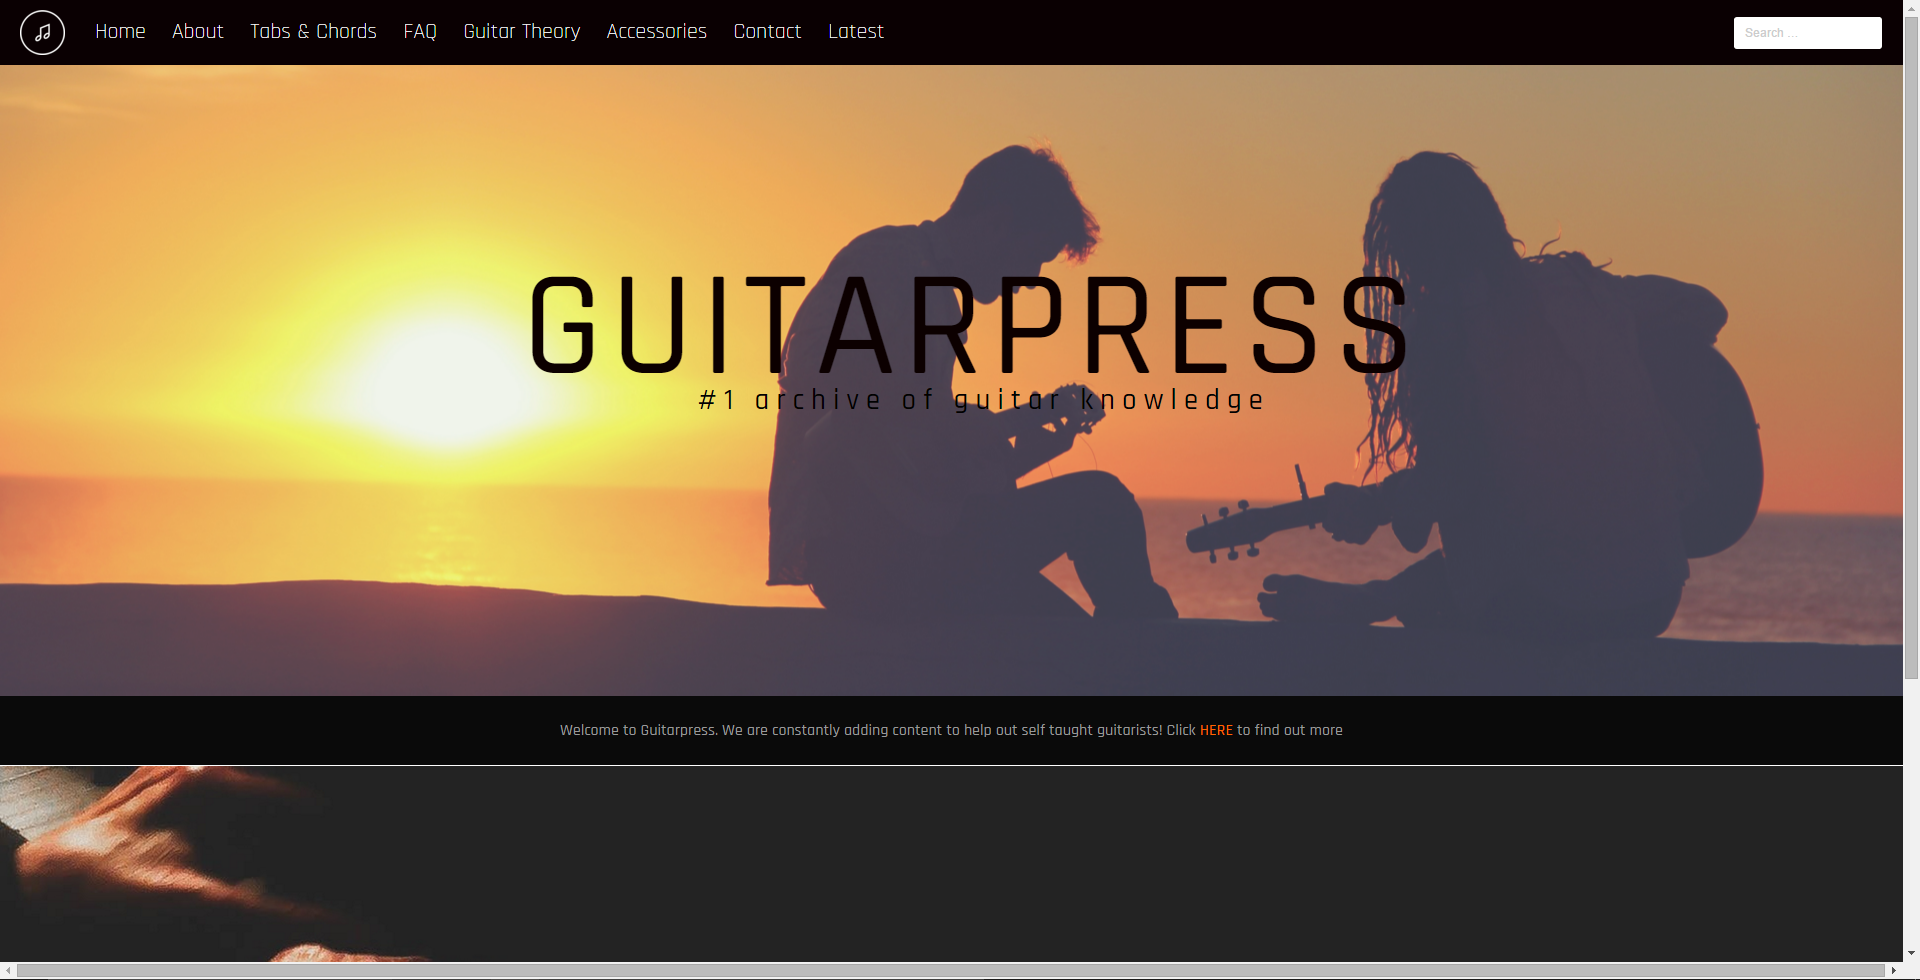 Home About Tabs & Chords FAQ Guitar Theory Accessories Contact Latest Search ...
GUITARPRESS
#1 archive of guitar knowledge
Welcome to Guitarpress. We are constantly adding content to help out self taught guitarists! Click HERE to find out more